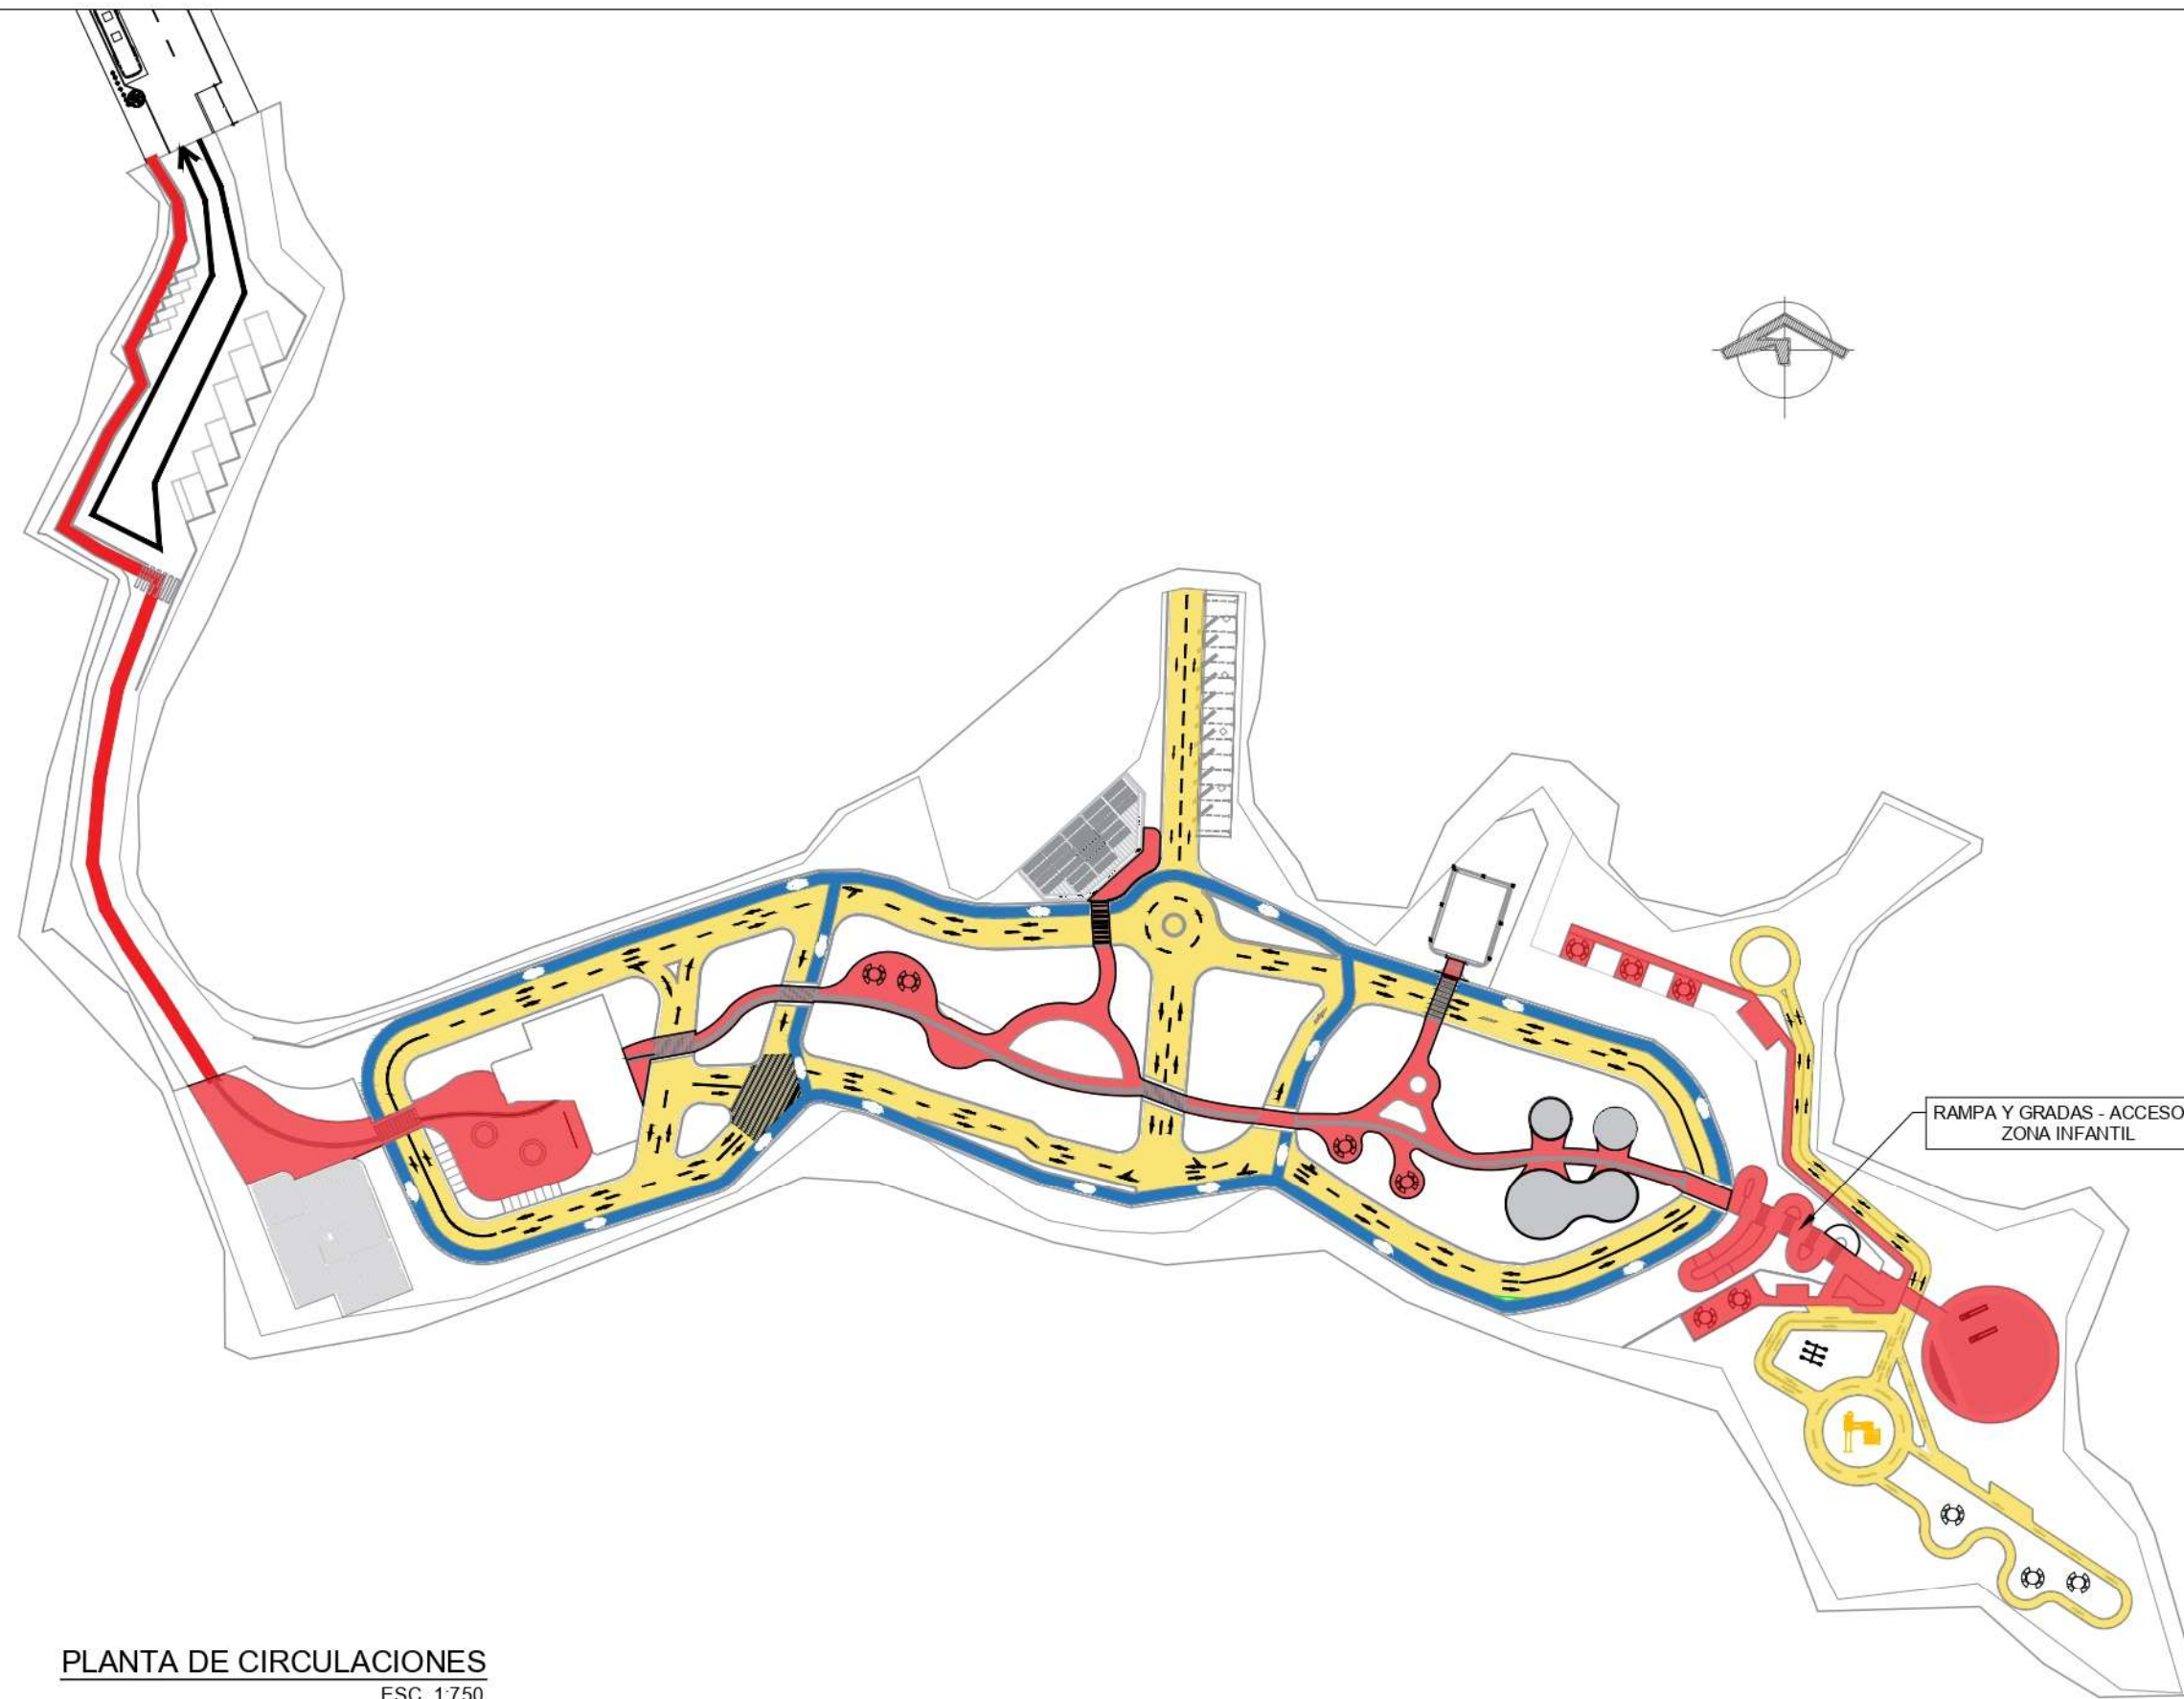 RAMPA Y GRADAS - ACCESO
ZONA INFANTIL
PLANTA DE CIRCULACIONES
ESC. 1:750